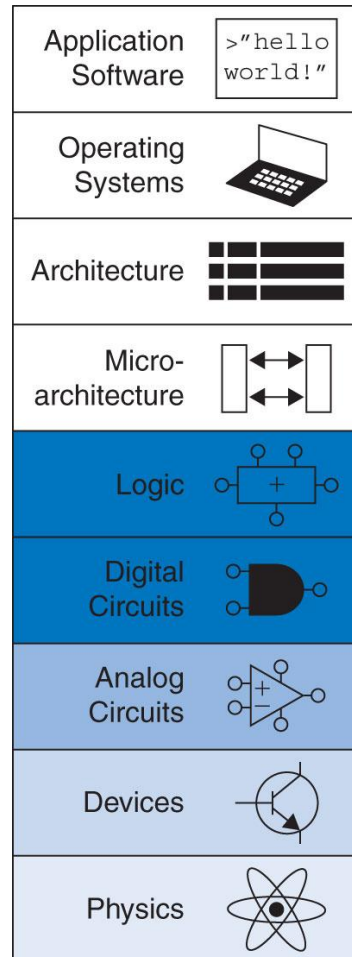 Application
Software
>"hello
world!"
Operating
Systems
Architecture
Micro-
architecture
Logic
+
Digital
Circuits
Analog
Circuits
+
−
Devices
Physics